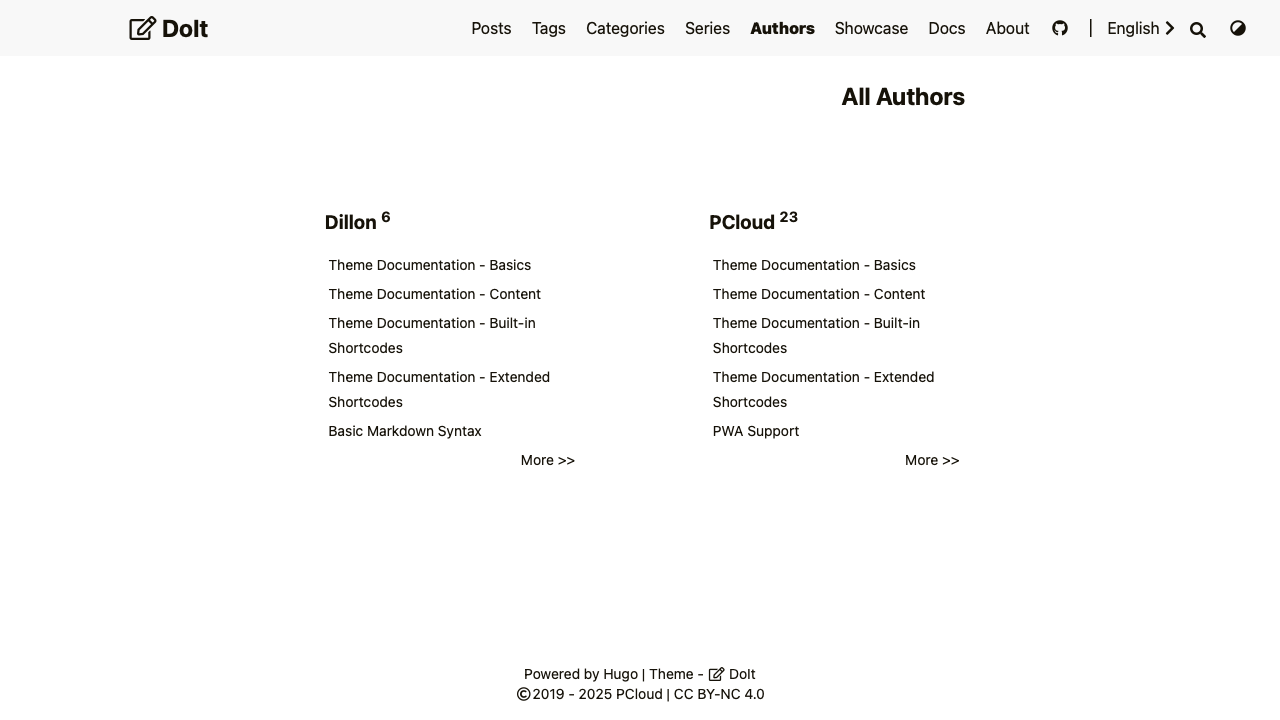 DoIt
Posts Tags Categories Series Authors Showcase Docs About | English
All Authors
Dillon 6
Theme Documentation - Basics
Theme Documentation - Content
Theme Documentation - Built-in
Shortcodes
Theme Documentation - Extended
Shortcodes
Basic Markdown Syntax
More >>
PCloud 23
Theme Documentation - Basics
Theme Documentation - Content
Theme Documentation - Built-in
Shortcodes
Theme Documentation - Extended
Shortcodes
PWA Support
More >>
Powered by Hugo | Theme - DoIt
©2019 - 2025 PCloud | CC BY-NC 4.0